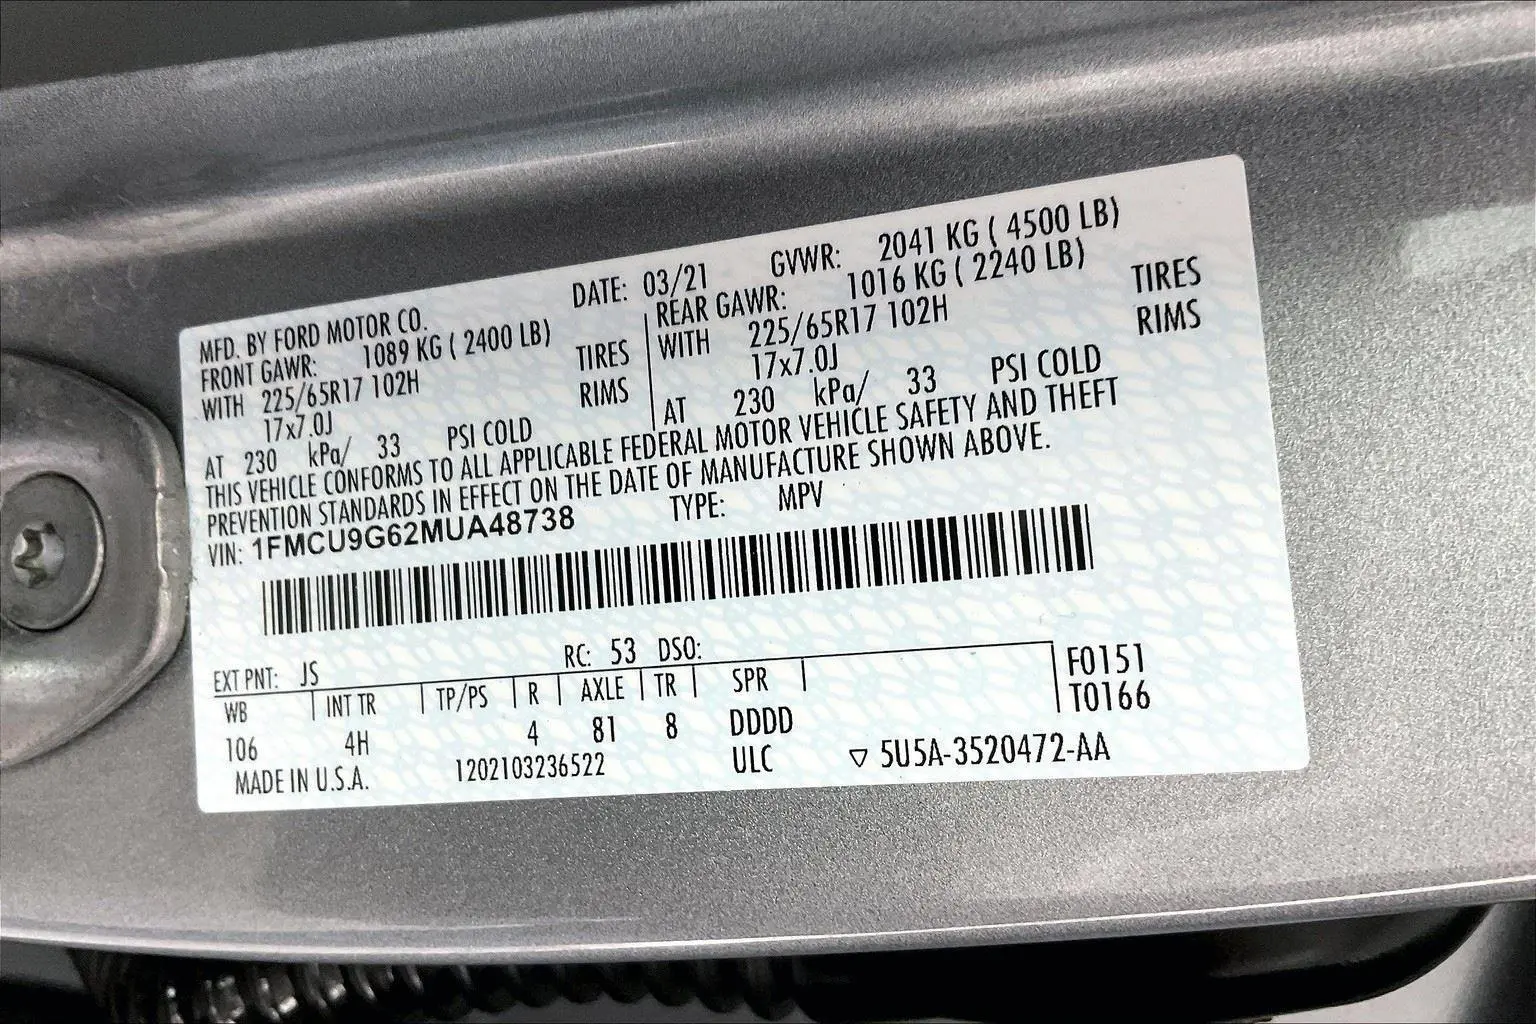 MFD. BY FORD MOTOR CO. DATE: 03/21 GVWR: 2041 KG ( 4500 LB)
FRONT GAWR: 1089 KG ( 2400 LB) REAR GAWR: 1016 KG ( 2240 LB)
WITH 225/65R17 102H TIRES WITH 225/65R17 102H TIRES
17x7.0J RIMS 17x7.0J RIMS
AT 230 kPa/ 33 PSI COLD AT 230 kPa/ 33 PSI COLD
THIS VEHICLE CONFORMS TO ALL APPLICABLE FEDERAL MOTOR VEHICLE SAFETY AND THEFT
PREVENTION STANDARDS IN EFFECT ON THE DATE OF MANUFACTURE SHOWN ABOVE.
VIN: 1FMCU9G62MUA48738 TYPE: MPV
EXT PNT: JS RC: 53 DSO:
WB INT TR TP/PS R AXLE TR SPR F0151
106 4H 4 81 8 DDDD T0166
MADE IN U.S.A. 1202103236522 ULC ▽ 5U5A-3520472-AA